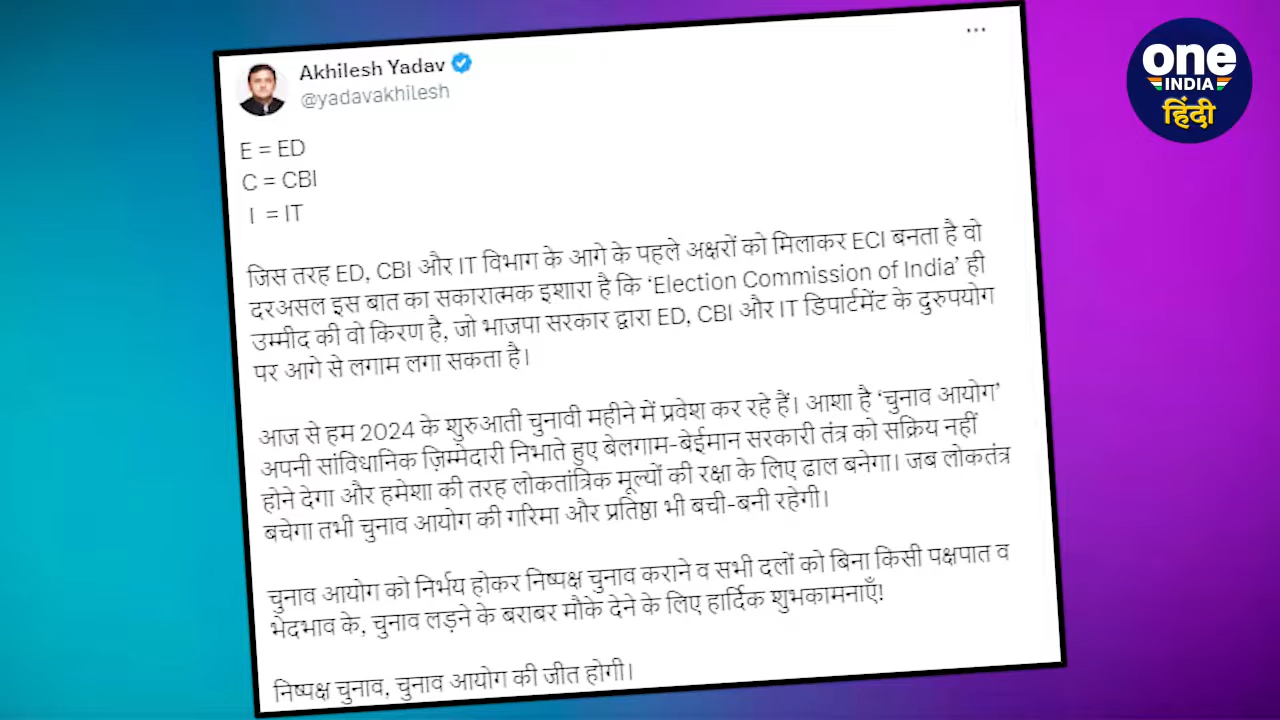 Akhilesh Yadav
@yadavakhilesh
one
INDIA
हिंदी
E = ED
C = CBI
I = IT
जिस तरह ED, CBI और IT विभाग के आगे के पहले अक्षरों को मिलाकर ECI बनता है वो
दरअसल इस बात का सकारात्मक इशारा है कि ‘Election Commission of India’ ही
उम्मीद की वो किरण है, जो भाजपा सरकार द्वारा ED, CBI और IT डिपार्टमेंट के दुरुपयोग
पर आगे से लगाम लगा सकता है।
आज से हम 2024 के शुरुआती चुनावी महीने में प्रवेश कर रहे हैं। आशा है ‘चुनाव आयोग’
अपनी सांविधानिक ज़िम्मेदारी निभाते हुए बेलगाम-बेईमान सरकारी तंत्र को सक्रिय नहीं
होने देगा और हमेशा की तरह लोकतांत्रिक मूल्यों की रक्षा के लिए ढाल बनेगा। जब लोकतंत्र
बचेगा तभी चुनाव आयोग की गरिमा और प्रतिष्ठा भी बची-बनी रहेगी।
चुनाव आयोग को निर्भय होकर निष्पक्ष चुनाव कराने व सभी दलों को बिना किसी पक्षपात व
भेदभाव के, चुनाव लड़ने के बराबर मौके देने के लिए हार्दिक शुभकामनाएँ!
निष्पक्ष चुनाव, चुनाव आयोग की जीत होगी।